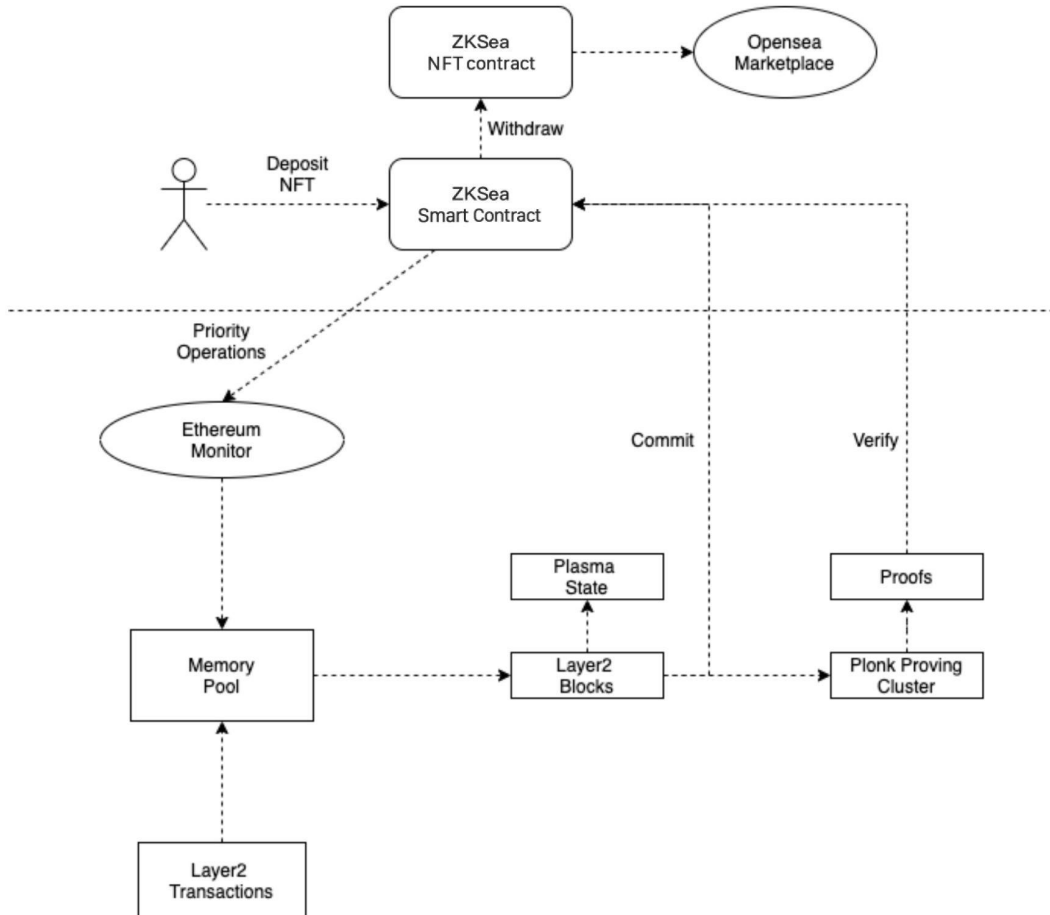 ZKSea
NFT contract
Opensea
Marketplace
Withdraw
Deposit
NFT
ZKSea
Smart Contract
Priority
Operations
Ethereum
Monitor
Commit
Verify
Plasma
State
Proofs
Memory
Pool
Layer2
Blocks
Plonk Proving
Cluster
Layer2
Transactions